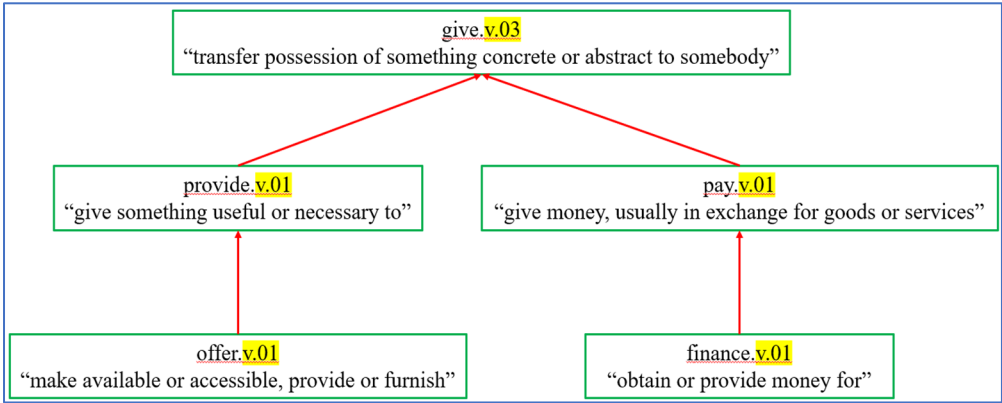 give.v.03
“transfer possession of something concrete or abstract to somebody”
provide.v.01
“give something useful or necessary to”
pay.v.01
“give money, usually in exchange for goods or services”
offer.v.01
“make available or accessible, provide or furnish”
finance.v.01
“obtain or provide money for”